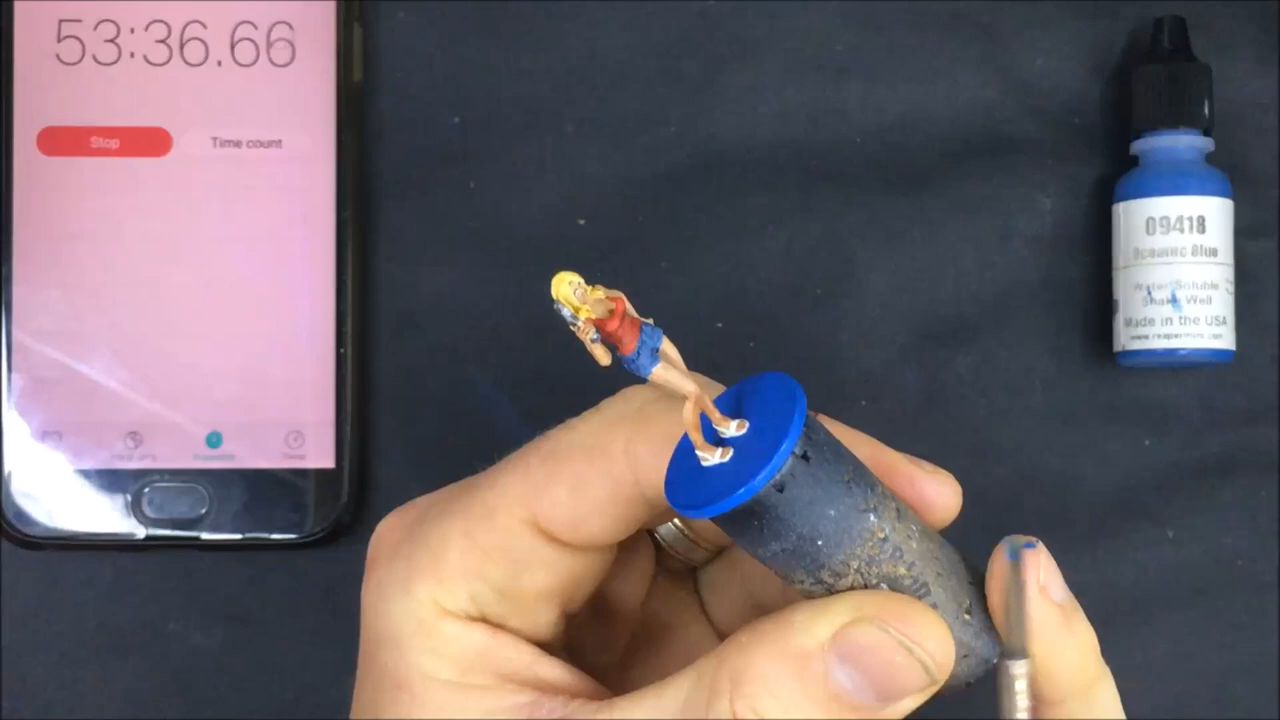 53:36.66
Stop
Time count
09418
Oceanic Blue
Water Soluble
Shake Well
Made in the USA
www.reapermini.com